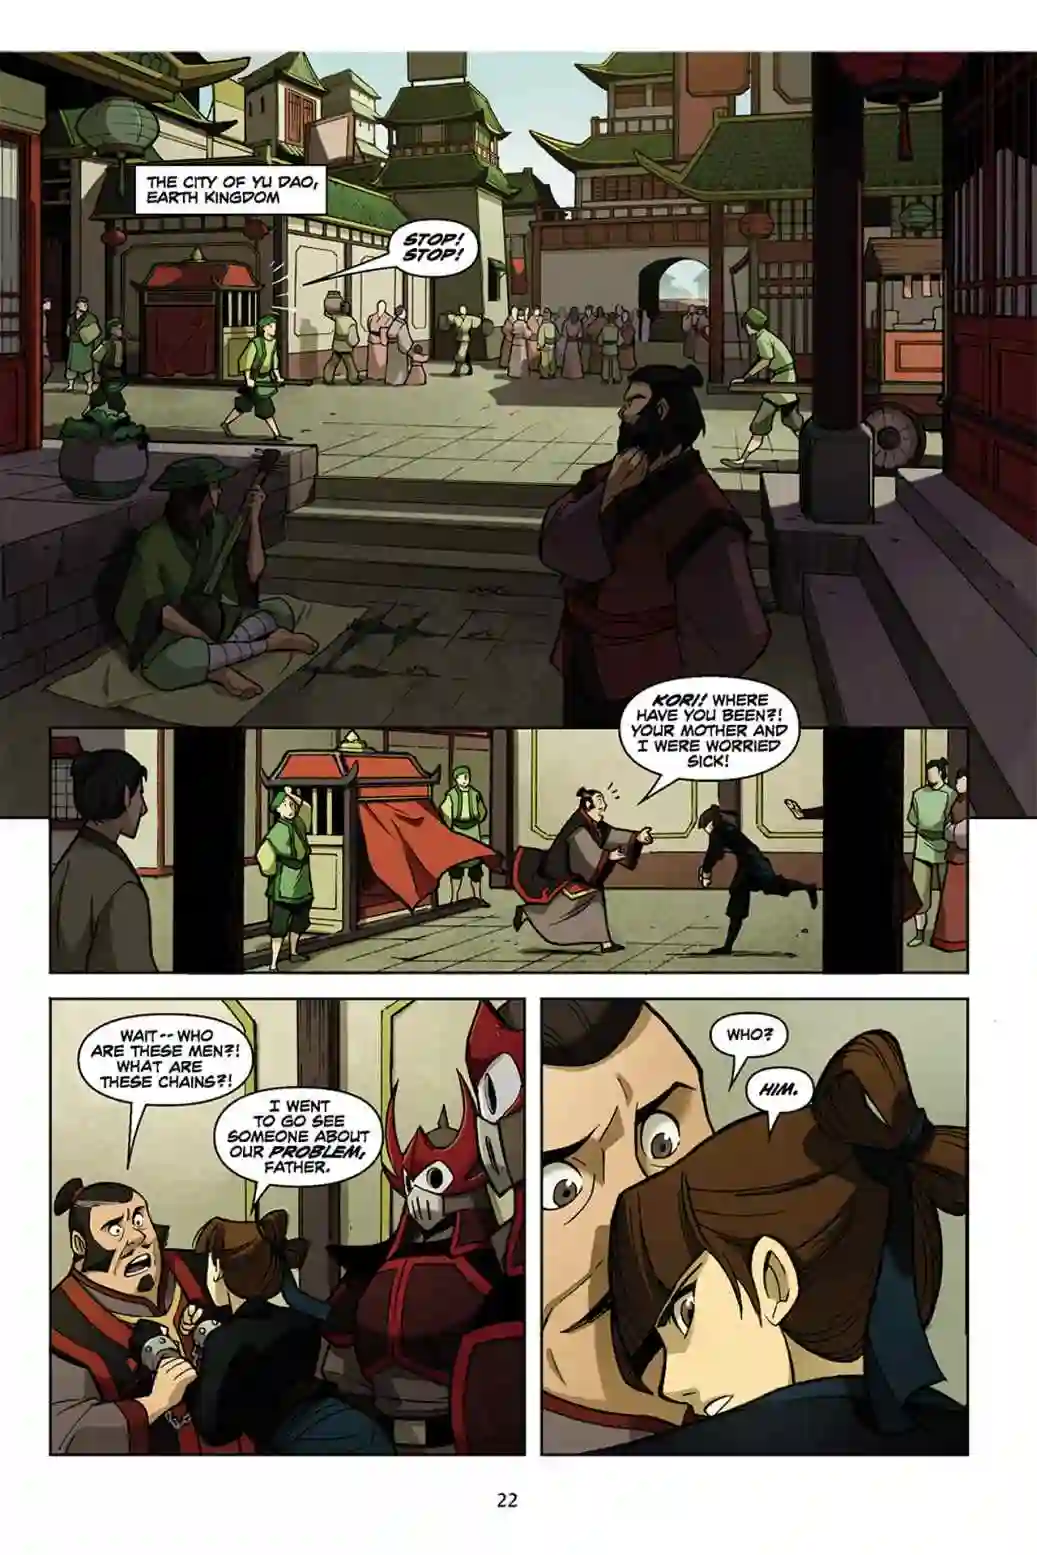 THE CITY OF YU DAO,
EARTH KINGDOM
STOP!
STOP!
KORI! WHERE
HAVE YOU BEEN?!
YOUR MOTHER AND
I WERE WORRIED
SICK!
WAIT--WHO
ARE THESE MEN?!
WHAT ARE
THESE CHAINS?!
I WENT
TO GO SEE
SOMEONE ABOUT
OUR PROBLEM,
FATHER.
WHO?
HIM.
22